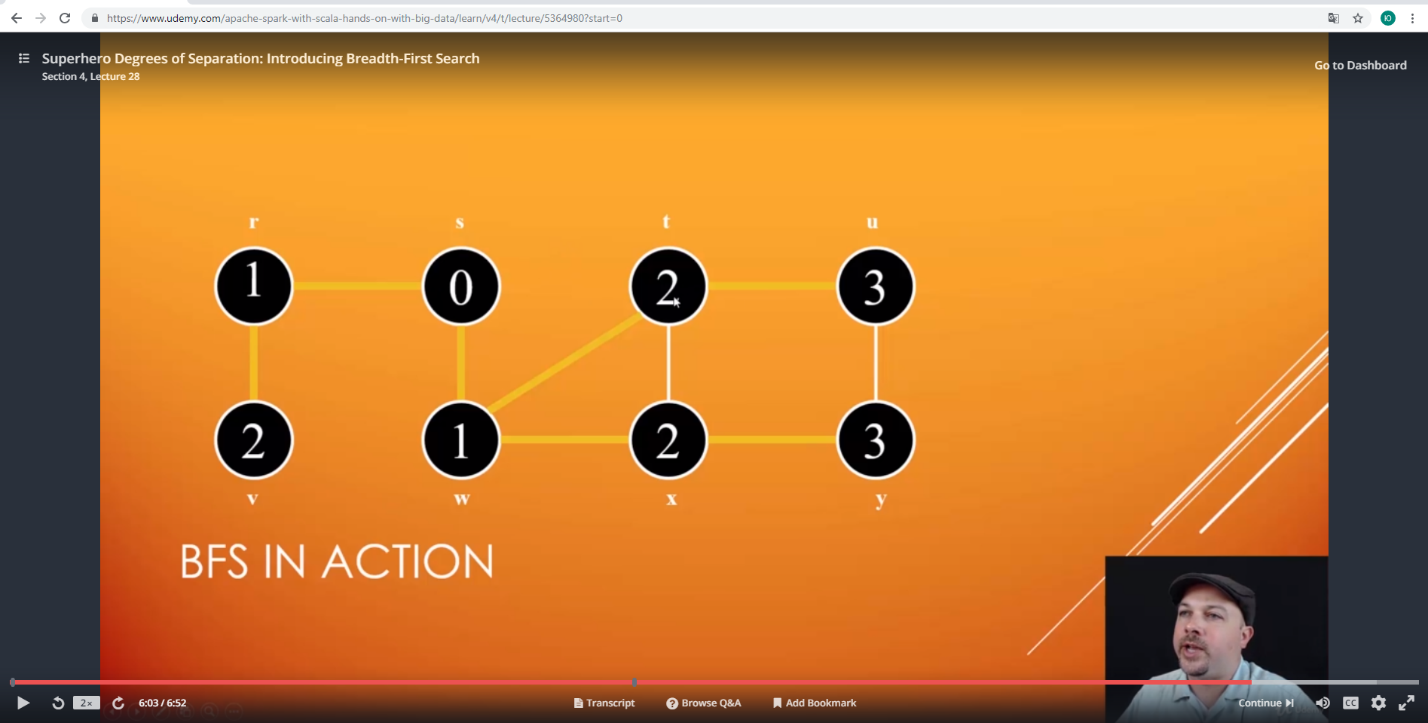 https://www.udemy.com/apache-spark-with-scala-hands-on-with-big-data/learn/v4/t/lecture/5364980?start=0
Ю
Superhero Degrees of Separation: Introducing Breadth-First Search
Go to Dashboard
Section 4, Lecture 28
r s t u
1 0 2 3
2 1 2 3
v w x y
BFS IN ACTION
2x 6:03 / 6:52 Transcript Browse Q&A Add Bookmark Continue CC